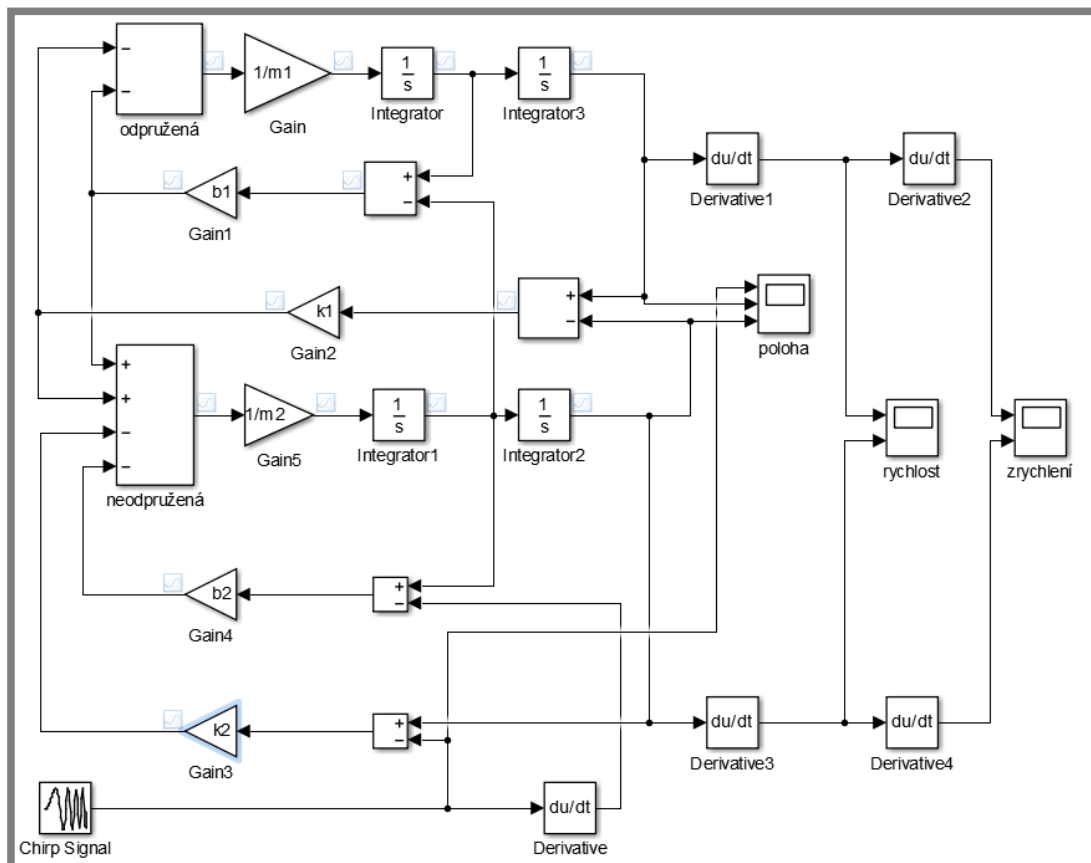 −
−
odpružená
1/m1
Gain
1
s
Integrator
1
s
Integrator3
du/dt
Derivative1
du/dt
Derivative2
b1
Gain1
+
−
k1
Gain2
+
−
poloha
+
+
−
−
neodpružená
1/m2
Gain5
1
s
Integrator1
1
s
Integrator2
rychlost
zrychlení
b2
Gain4
+
−
k2
Gain3
+
−
du/dt
Derivative3
du/dt
Derivative4
Chirp Signal
du/dt
Derivative